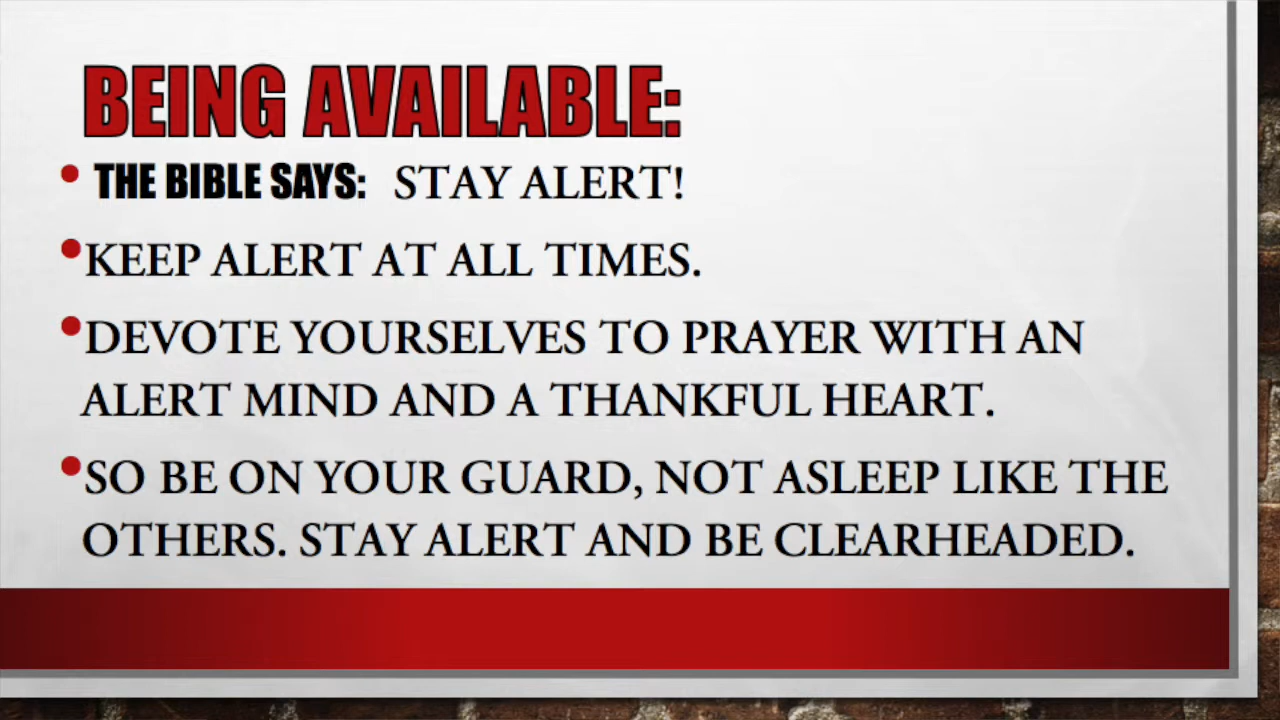 BEING AVAILABLE:
• THE BIBLE SAYS: STAY ALERT!
•KEEP ALERT AT ALL TIMES.
•DEVOTE YOURSELVES TO PRAYER WITH AN
ALERT MIND AND A THANKFUL HEART.
•SO BE ON YOUR GUARD, NOT ASLEEP LIKE THE
OTHERS. STAY ALERT AND BE CLEARHEADED.